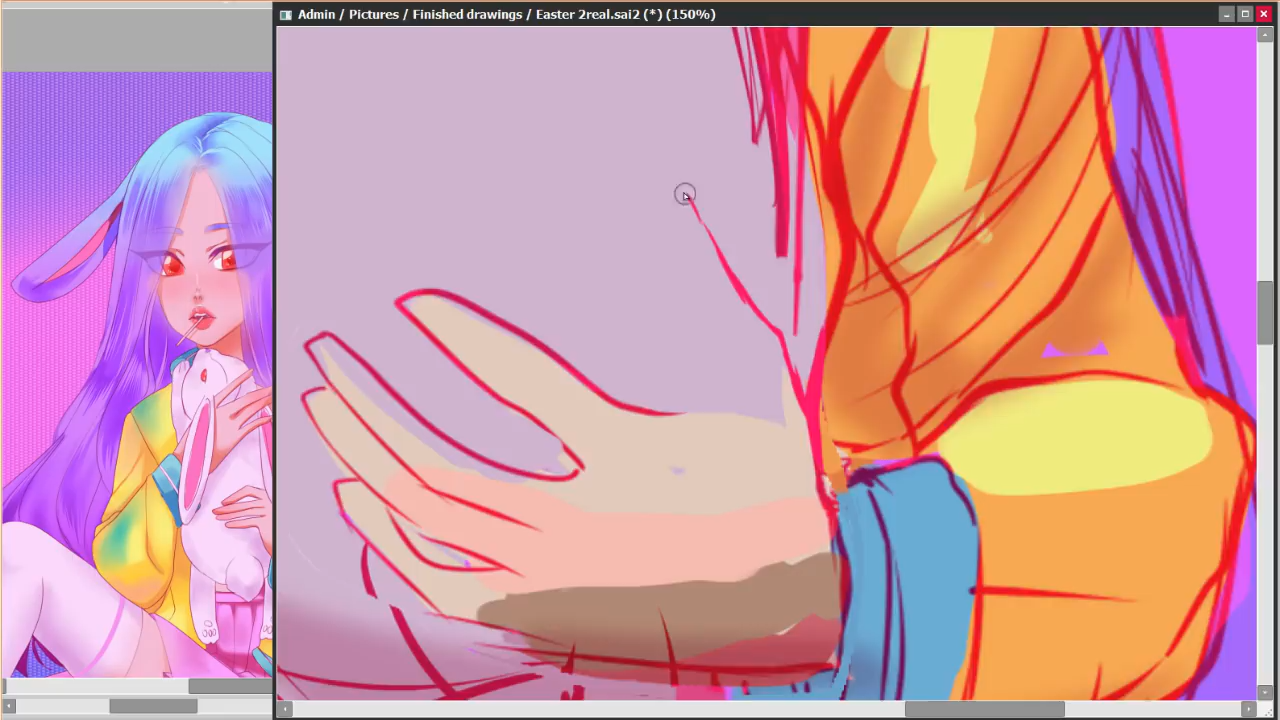 Admin / Pictures / Finished drawings / Easter 2real.sai2 (*) (150%)